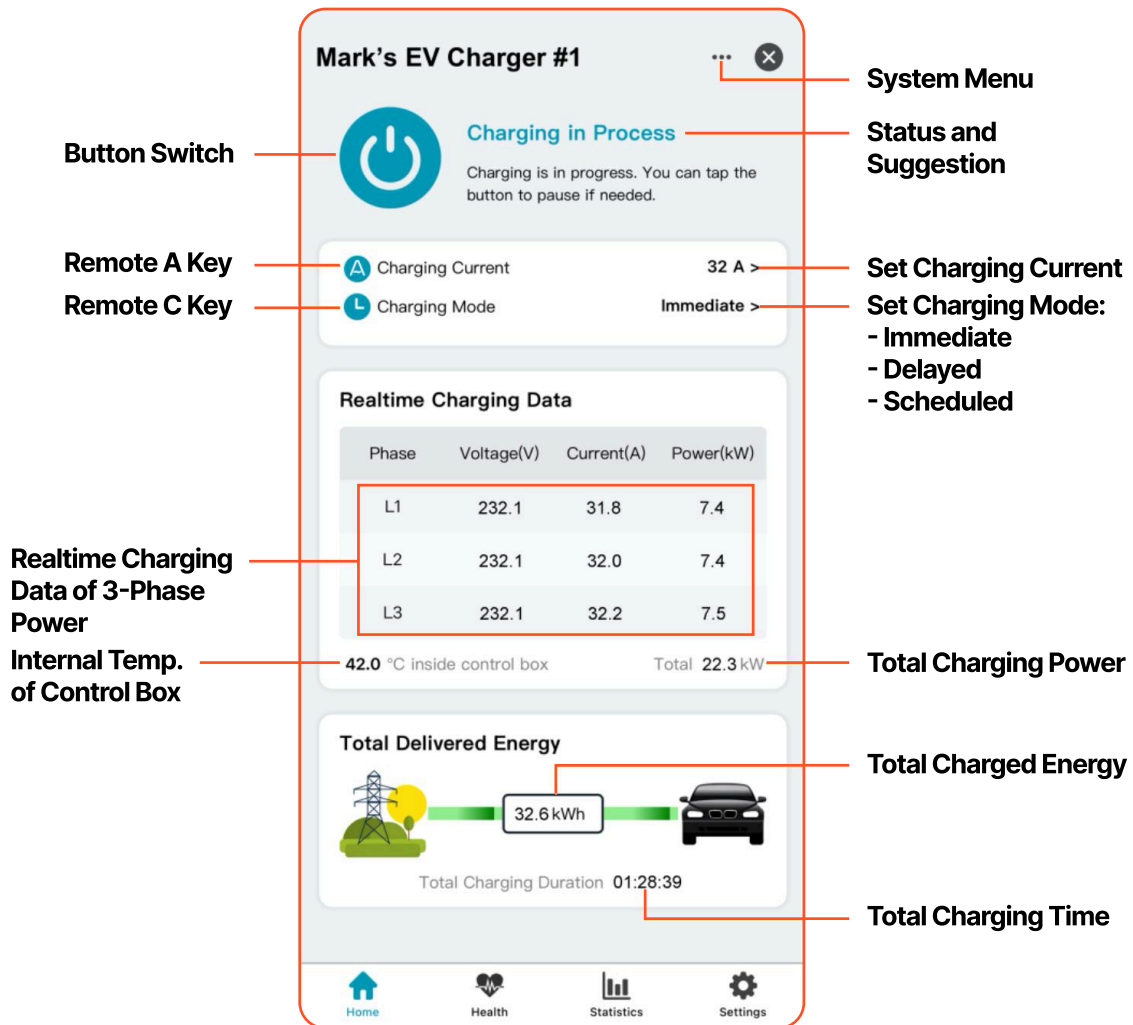 Mark's EV Charger #1
...
System Menu
Button Switch
Charging in Process
Status and
Suggestion
Charging is in progress. You can tap the
button to pause if needed.
Remote A Key
A Charging Current
32 A >
Set Charging Current
Remote C Key
Charging Mode
Immediate >
Set Charging Mode:
- Immediate
- Delayed
- Scheduled
Realtime Charging Data
Phase Voltage(V) Current(A) Power(kW)
L1 232.1 31.8 7.4
L2 232.1 32.0 7.4
L3 232.1 32.2 7.5
Realtime Charging
Data of 3-Phase
Power
Internal Temp.
of Control Box
42.0 °C inside control box
Total 22.3 kW
Total Charging Power
Total Delivered Energy
Total Charged Energy
32.6 kWh
Total Charging Duration 01:28:39
Total Charging Time
Home Health Statistics Settings